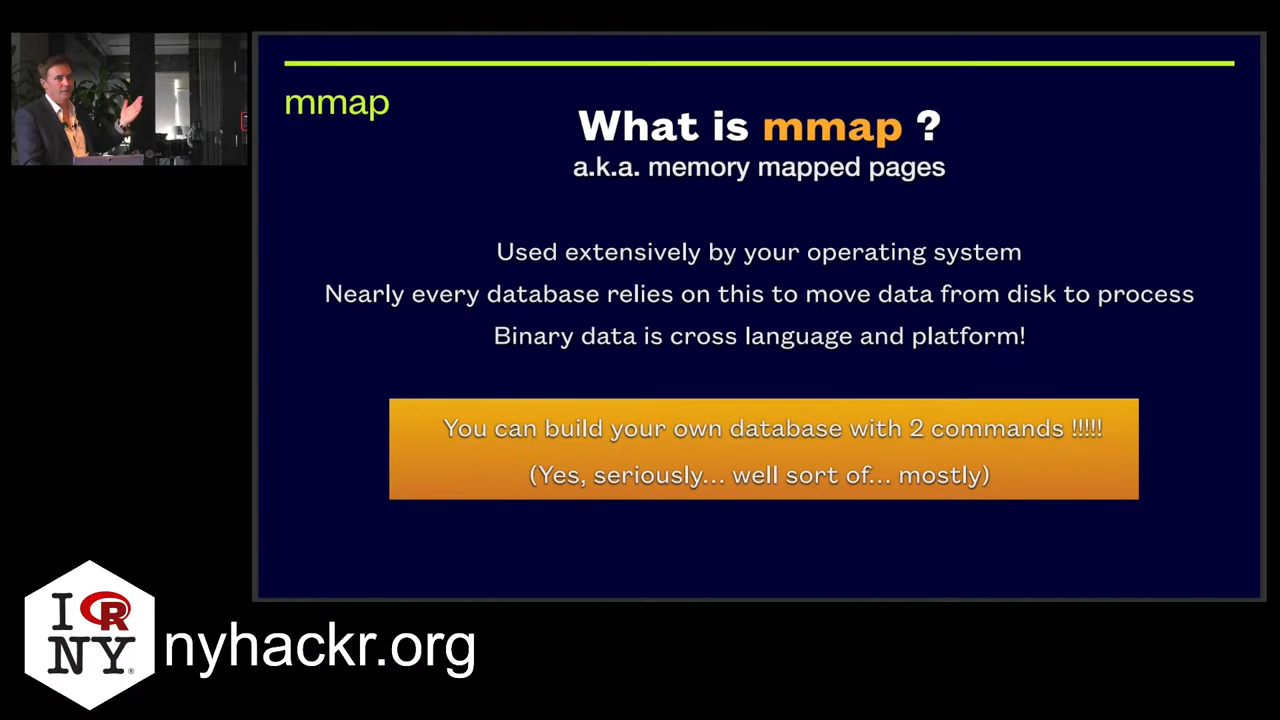 mmap
What is mmap ?
a.k.a. memory mapped pages
Used extensively by your operating system
Nearly every database relies on this to move data from disk to process
Binary data is cross language and platform!
You can build your own database with 2 commands !!!!!
(Yes, seriously... well sort of... mostly)
I R
NY®
nyhackr.org